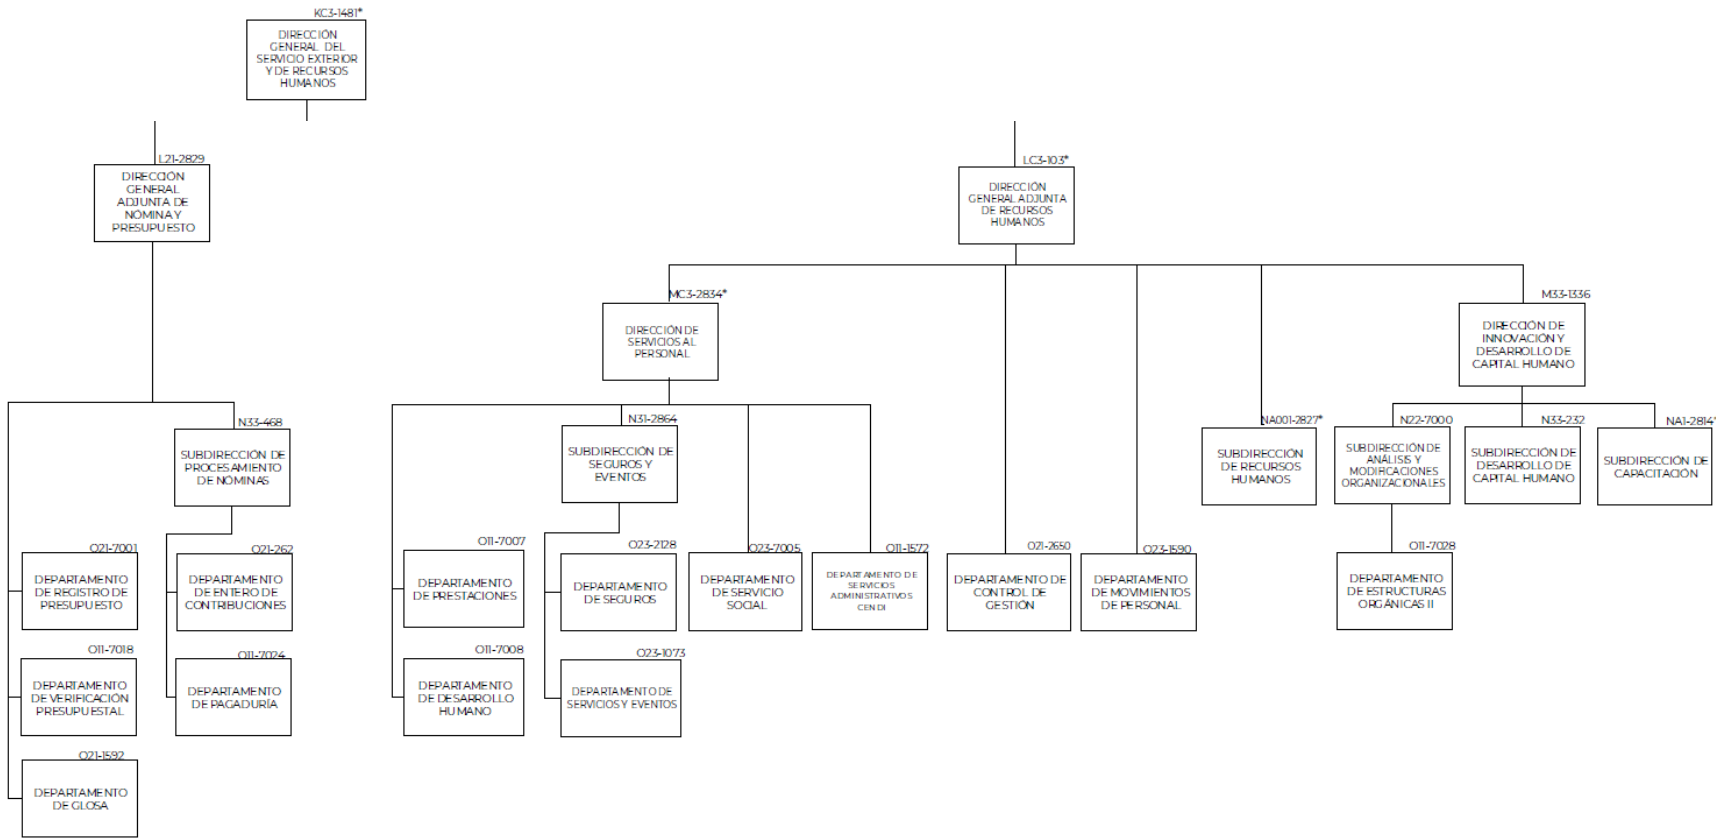 KC3-1481*
DIRECCIÓN
GENERAL DEL
SERVICIO EXTERIOR
Y DE RECURSOS
HUMANOS
L21-2829
DIRECCIÓN
GENERAL
ADJUNTA DE
NÓMINA Y
PRESUPUESTO
LC3-103*
DIRECCIÓN
GENERAL ADJUNTA
DE RECURSOS
HUMANOS
MC3-2834*
DIRECCIÓN DE
SERVICIOS AL
PERSONAL
M33-1336
DIRECCIÓN DE
INNOVACIÓN Y
DESARROLLO DE
CAPITAL HUMANO
N33-468
SUBDIRECCIÓN DE
PROCESAMIENTO
DE NÓMINAS
N31-2864
SUBDIRECCIÓN DE
SEGUROS Y
EVENTOS
NA001-2827*
SUBDIRECCIÓN
DE RECURSOS
HUMANOS
N22-7000
SUBDIRECCIÓN DE
ANÁLISIS Y
MODIFICACIONES
ORGANIZACIONALES
N33-232
SUBDIRECCIÓN DE
DESARROLLO DE
CAPITAL HUMANO
NA1-2814*
SUBDIRECCIÓN DE
CAPACITACIÓN
O21-7001
DEPARTAMENTO
DE REGISTRO DE
PRESUPUESTO
O21-262
DEPARTAMENTO
DE ENTERO DE
CONTRIBUCIONES
O11-7007
DEPARTAMENTO
DE PRESTACIONES
O23-2128
DEPARTAMENTO
DE SEGUROS
O23-7005
DEPARTAMENTO
DE SERVICIO
SOCIAL
O11-1572
DEPARTAMENTO DE
SERVICIOS
ADMINISTRATIVOS
CENDI
O21-2650
DEPARTAMENTO DE
CONTROL DE
GESTIÓN
O23-1590
DEPARTAMENTO
DE MOVIMIENTOS
DE PERSONAL
O11-7028
DEPARTAMENTO
DE ESTRUCTURAS
ORGÁNICAS II
O11-7018
DEPARTAMENTO
DE VERIFICACIÓN
PRESUPUESTAL
O11-7024
DEPARTAMENTO
DE PAGADURÍA
O11-7008
DEPARTAMENTO
DE DESARROLLO
HUMANO
O23-1073
DEPARTAMENTO DE
SERVICIOS Y EVENTOS
O21-1592
DEPARTAMENTO
DE GLOSA